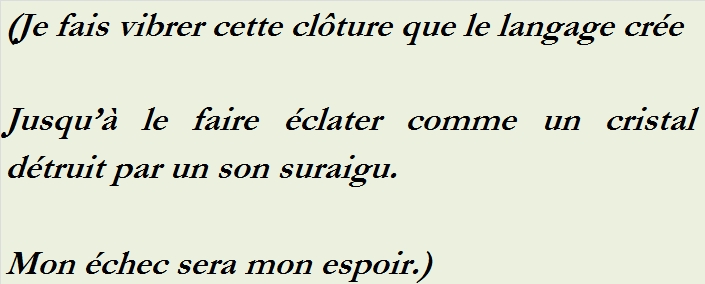 (Je fais vibrer cette clôture que le langage crée
Jusqu’à le faire éclater comme un cristal
détruit par un son suraigu.
Mon échec sera mon espoir.)